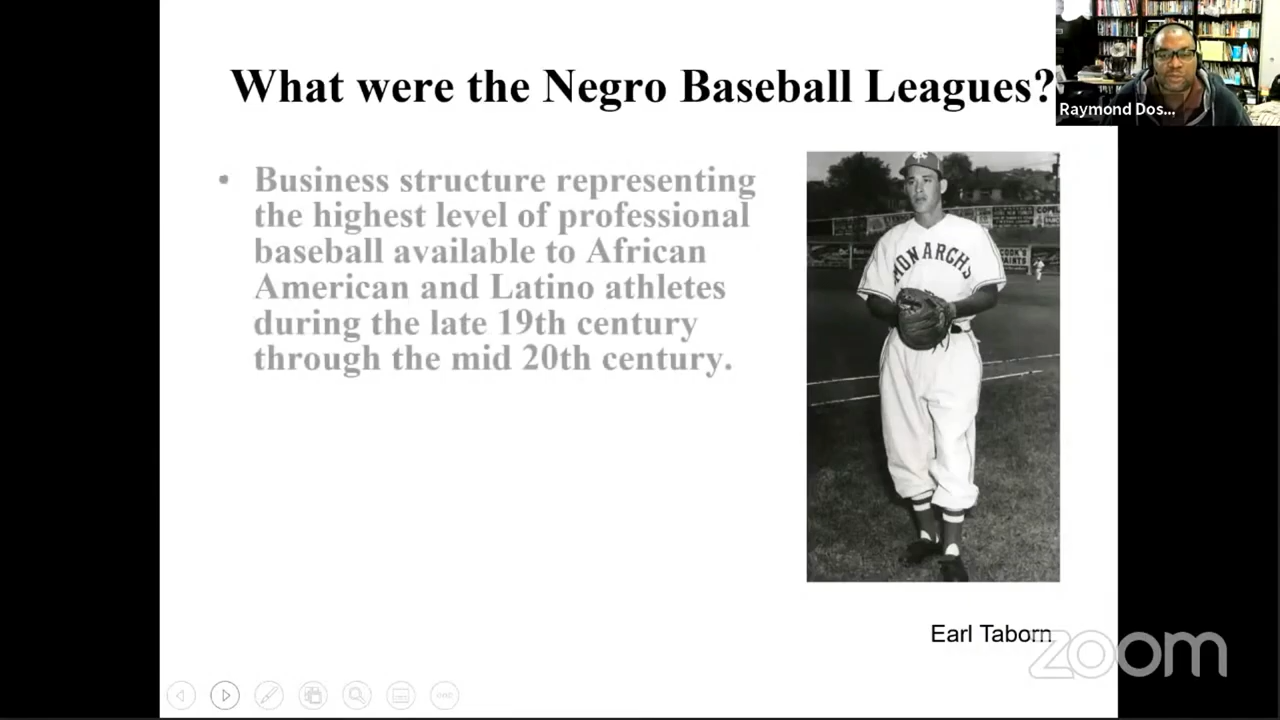 What were the Negro Baseball Leagues?
Raymond Dos...
• Business structure representing
the highest level of professional
baseball available to African
American and Latino athletes
during the late 19th century
through the mid 20th century.
MONARCHS
Earl Taborn
zoom